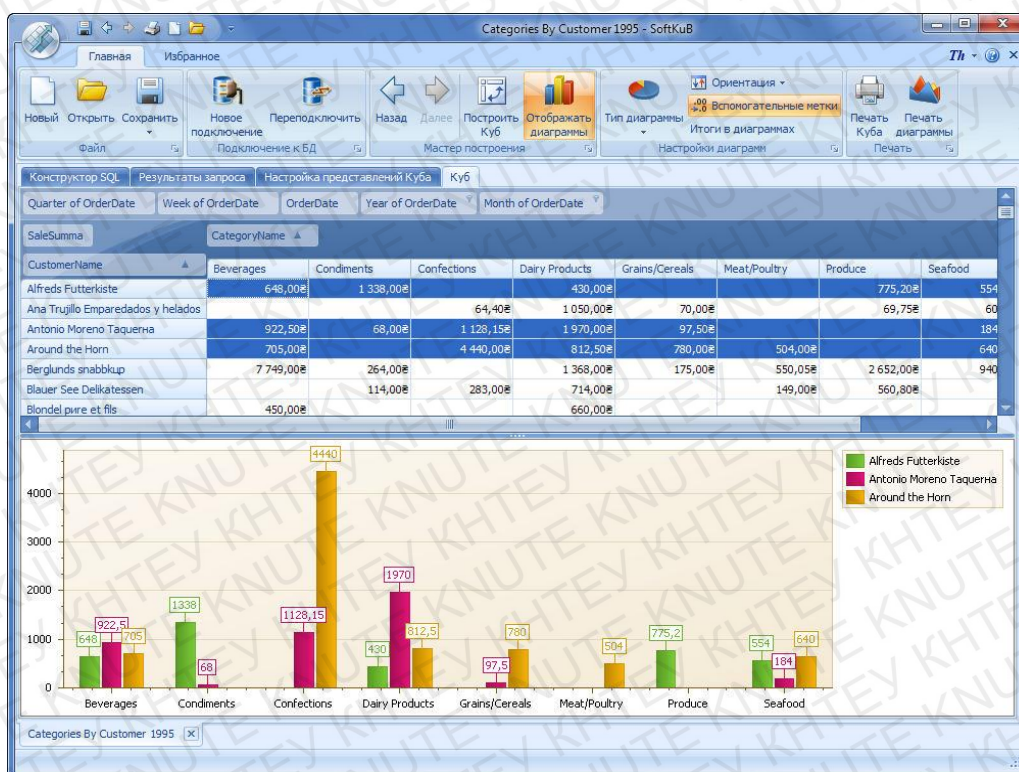 Categories By Customer 1995 - SoftKuB
Главная Избранное Th
Новый Открыть Сохранить Новое подключение Переподключить Назад Далее Построить Куб Отображать диаграммы Тип диаграммы Ориентация Печать Куба Печать диаграммы
Вспомогательные метки
Итоги в диаграммах
Файл Подключение к БД Мастер построения Настройки диаграмм Печать
Конструктор SQL Результаты запроса Настройка представлений Куба Куб
Quarter of OrderDate Week of OrderDate OrderDate Year of OrderDate Month of OrderDate
SaleSumma CategoryName
CustomerName Beverages Condiments Confections Dairy Products Grains/Cereals Meat/Poultry Produce Seafood
Alfreds Futterkiste 648,00₴ 1 338,00₴ 430,00₴ 775,20₴ 554
Ana Trujillo Emparedados y helados 64,40₴ 1 050,00₴ 70,00₴ 69,75₴ 60
Antonio Moreno Taquerнa 922,50₴ 68,00₴ 1 128,15₴ 1 970,00₴ 97,50₴ 184
Around the Horn 705,00₴ 4 440,00₴ 812,50₴ 780,00₴ 504,00₴ 640
Berglunds snabbkцp 7 749,00₴ 264,00₴ 1 368,00₴ 175,00₴ 550,05₴ 2 652,00₴ 940
Blauer See Delikatessen 114,00₴ 283,00₴ 714,00₴ 149,00₴ 560,80₴
Blondel pиre et fils 450,00₴ 660,00₴
4440
4000
3000
2000
1000
0
648 922,5 705
1338 68
1128,15
430 1970 812,5
97,5 780
504
775,2
554 184 640
Beverages Condiments Confections Dairy Products Grains/Cereals Meat/Poultry Produce Seafood
Alfreds Futterkiste
Antonio Moreno Taquerнa
Around the Horn
Categories By Customer 1995
KNUTE КНТЕУ